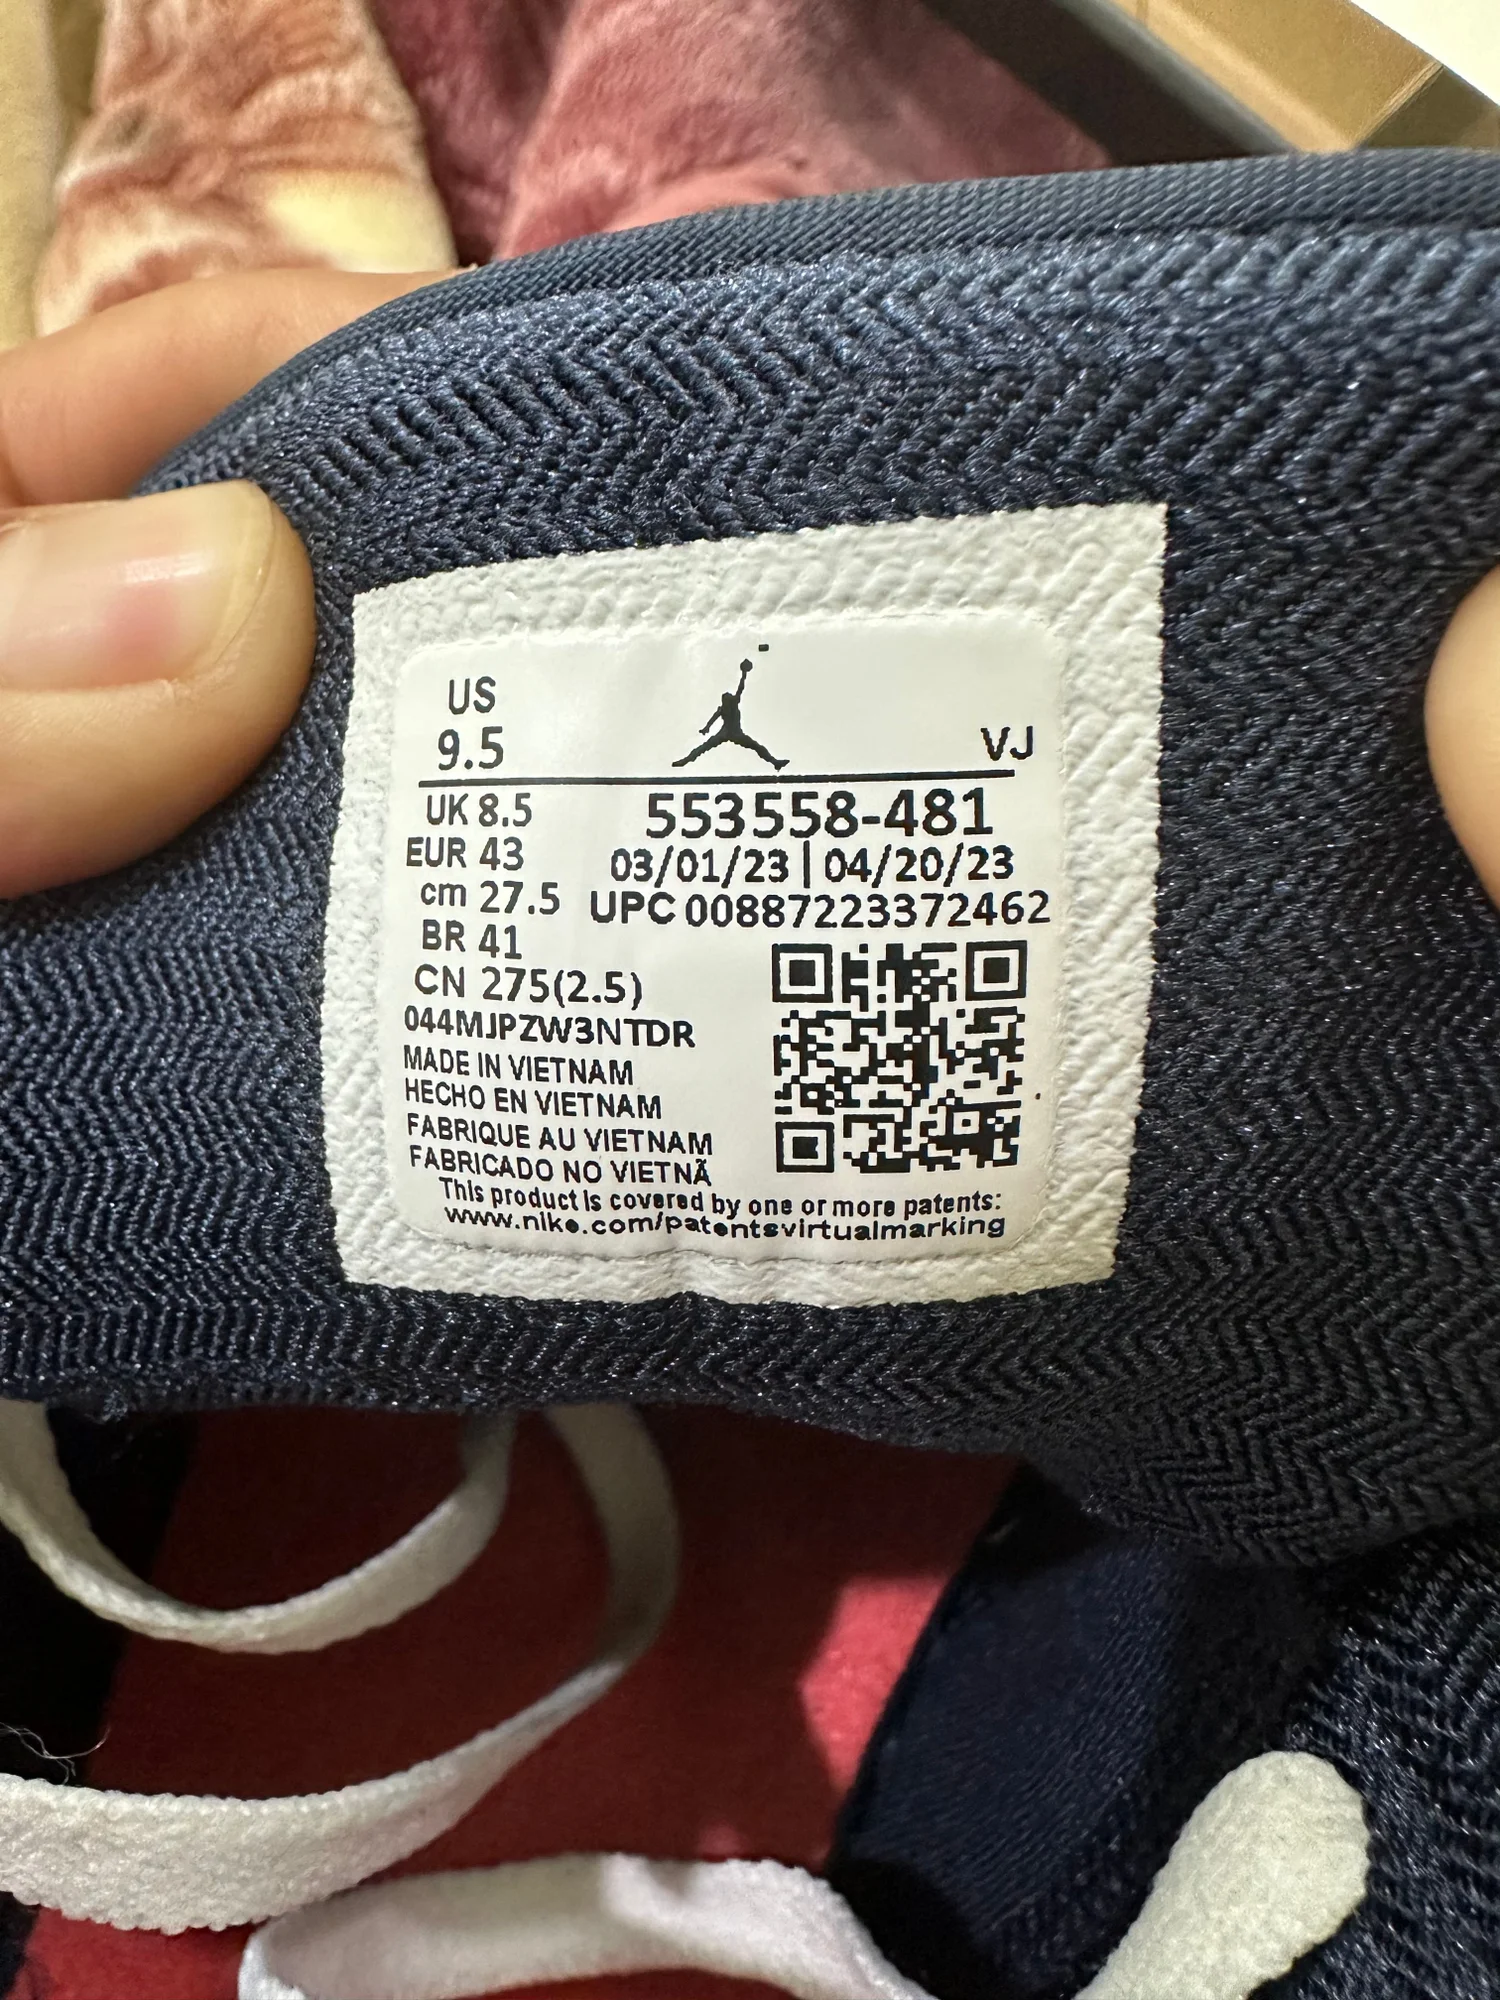 US
9.5
VJ
UK 8.5
553558-481
EUR 43
03/01/23 | 04/20/23
cm 27.5
UPC 00887223372462
BR 41
CN 275(2.5)
044MJPZW3NTDR
MADE IN VIETNAM
HECHO EN VIETNAM
FABRIQUE AU VIETNAM
FABRICADO NO VIETNÃ
This product is covered by one or more patents:
www.nike.com/patentsvirtualmarking